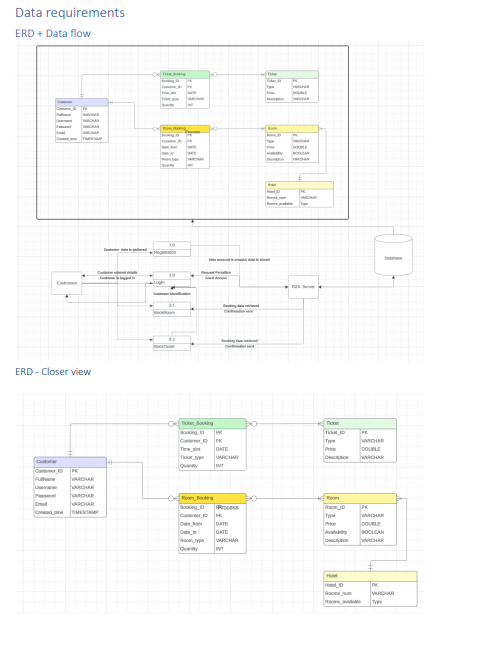 Data requirements
ERD + Data flow
Ticket_Booking
Booking_ID PK
Customer_ID FK
Time_slot DATE
Ticket_type VARCHAR
Quantity INT
Ticket
Ticket_ID PK
Type VARCHAR
Price DOUBLE
Description VARCHAR
Customer
Customer_ID PK
FullName VARCHAR
Username VARCHAR
Password VARCHAR
Email VARCHAR
Created_time TIMESTAMP
Room_Booking
Booking_ID PK
Customer_ID FK
Date_from DATE
Date_to DATE
Room_type VARCHAR
Quantity INT
Room
Room_ID PK
Type VARCHAR
Price DOUBLE
Availability BOOLEAN
Description VARCHAR
Hotel
Hotel_ID PK
Rooms_num VARCHAR
Rooms_available Type
1.0
Registration
Customer data is gathered
New account is created, data is stored
Database
Customers
Customer entered details
Customer is logged in
Login
Request Permition
Grant Access
RZA Server
Customer Identification
BookRoom
Booking data retrieved
Confirmation sent
BookTicket
Booking data retrieved
Confirmation sent
ERD - Closer view
Ticket_Booking
Booking_ID PK
Customer_ID FK
Time_slot DATE
Ticket_type VARCHAR
Quantity INT
Ticket
Ticket_ID PK
Type VARCHAR
Price DOUBLE
Description VARCHAR
Customer
Customer_ID PK
FullName VARCHAR
Username VARCHAR
Password VARCHAR
Email VARCHAR
Created_time TIMESTAMP
Room_Booking
Booking_ID PK
Process
Customer_ID FK
Date_from DATE
Date_to DATE
Room_type VARCHAR
Quantity INT
Room
Room_ID PK
Type VARCHAR
Price DOUBLE
Availability BOOLEAN
Description VARCHAR
Hotel
Hotel_ID PK
Rooms_num VARCHAR
Rooms_available Type